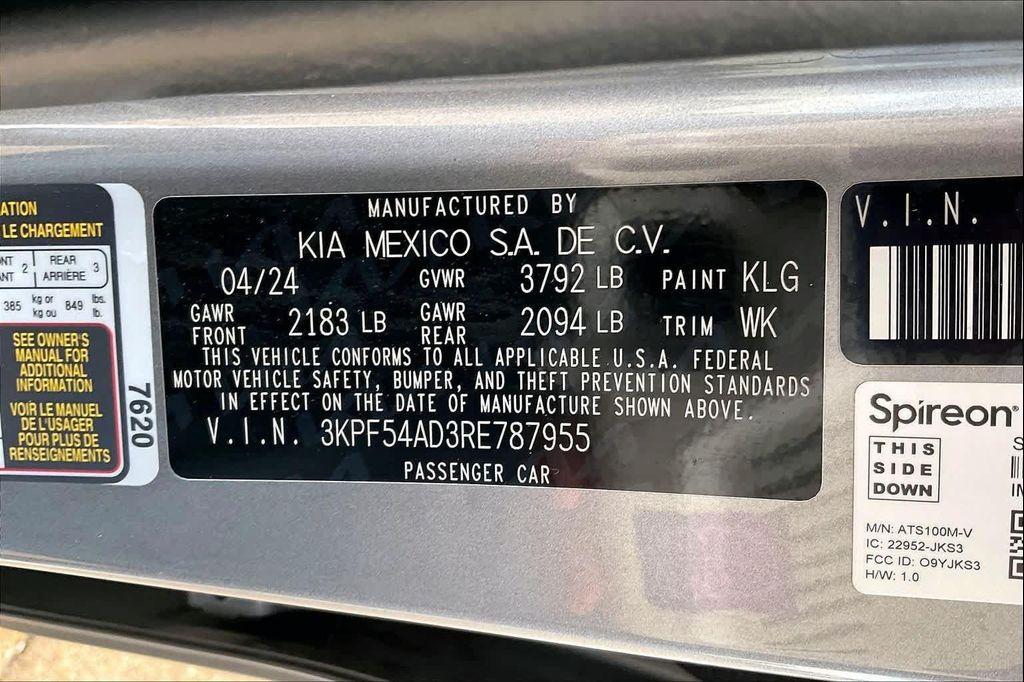 ATION
LE CHARGEMENT
2 REAR 3
ARRIÈRE
385 kg or 849 lbs.
kg ou lb.
SEE OWNER'S
MANUAL FOR
ADDITIONAL
INFORMATION
VOIR LE MANUEL
DE L'USAGER
POUR PLUS DE
RENSEIGNEMENTS
7620
MANUFACTURED BY
KIA MEXICO S.A. DE C.V.
04/24 GVWR 3792 LB PAINT KLG
GAWR FRONT 2183 LB GAWR REAR 2094 LB TRIM WK
THIS VEHICLE CONFORMS TO ALL APPLICABLE U.S.A. FEDERAL
MOTOR VEHICLE SAFETY, BUMPER, AND THEFT PREVENTION STANDARDS
IN EFFECT ON THE DATE OF MANUFACTURE SHOWN ABOVE.
V.I.N. 3KPF54AD3RE787955
PASSENGER CAR
V.I.N.
Spireon
THIS
SIDE
DOWN
M/N: ATS100M-V
IC: 22952-JKS3
FCC ID: O9YJKS3
H/W: 1.0